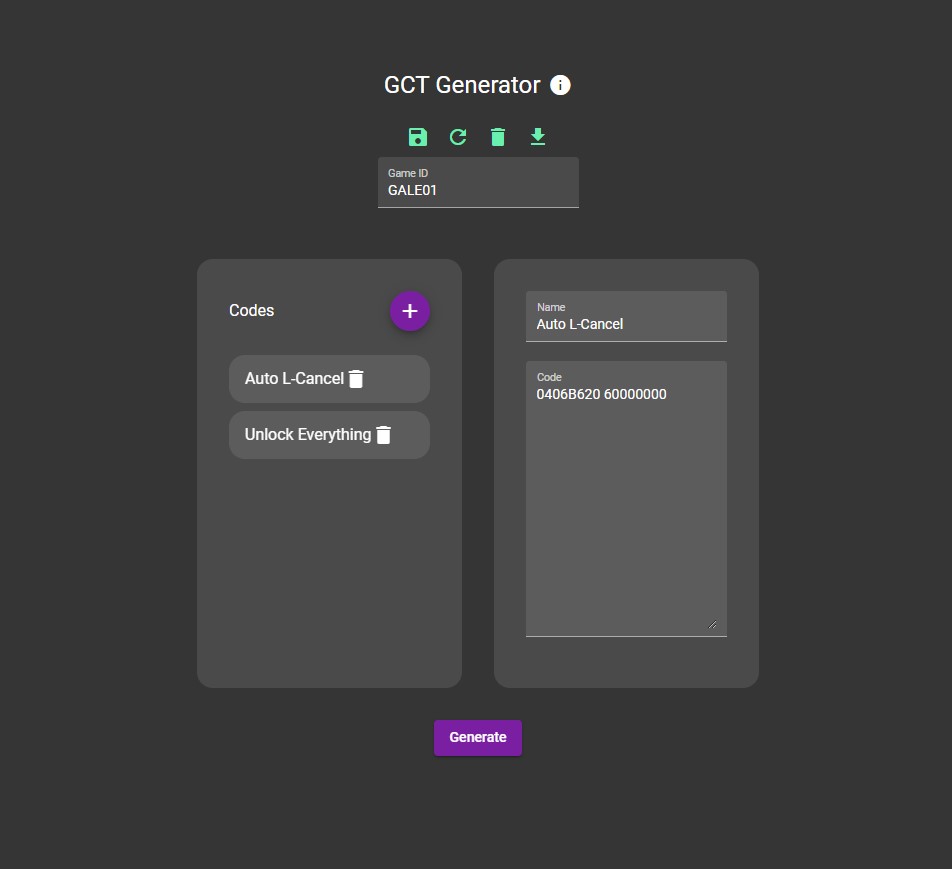 GCT Generator
Game ID
GALE01
Codes
Auto L-Cancel
Unlock Everything
Name
Auto L-Cancel
Code
0406B620 60000000
Generate